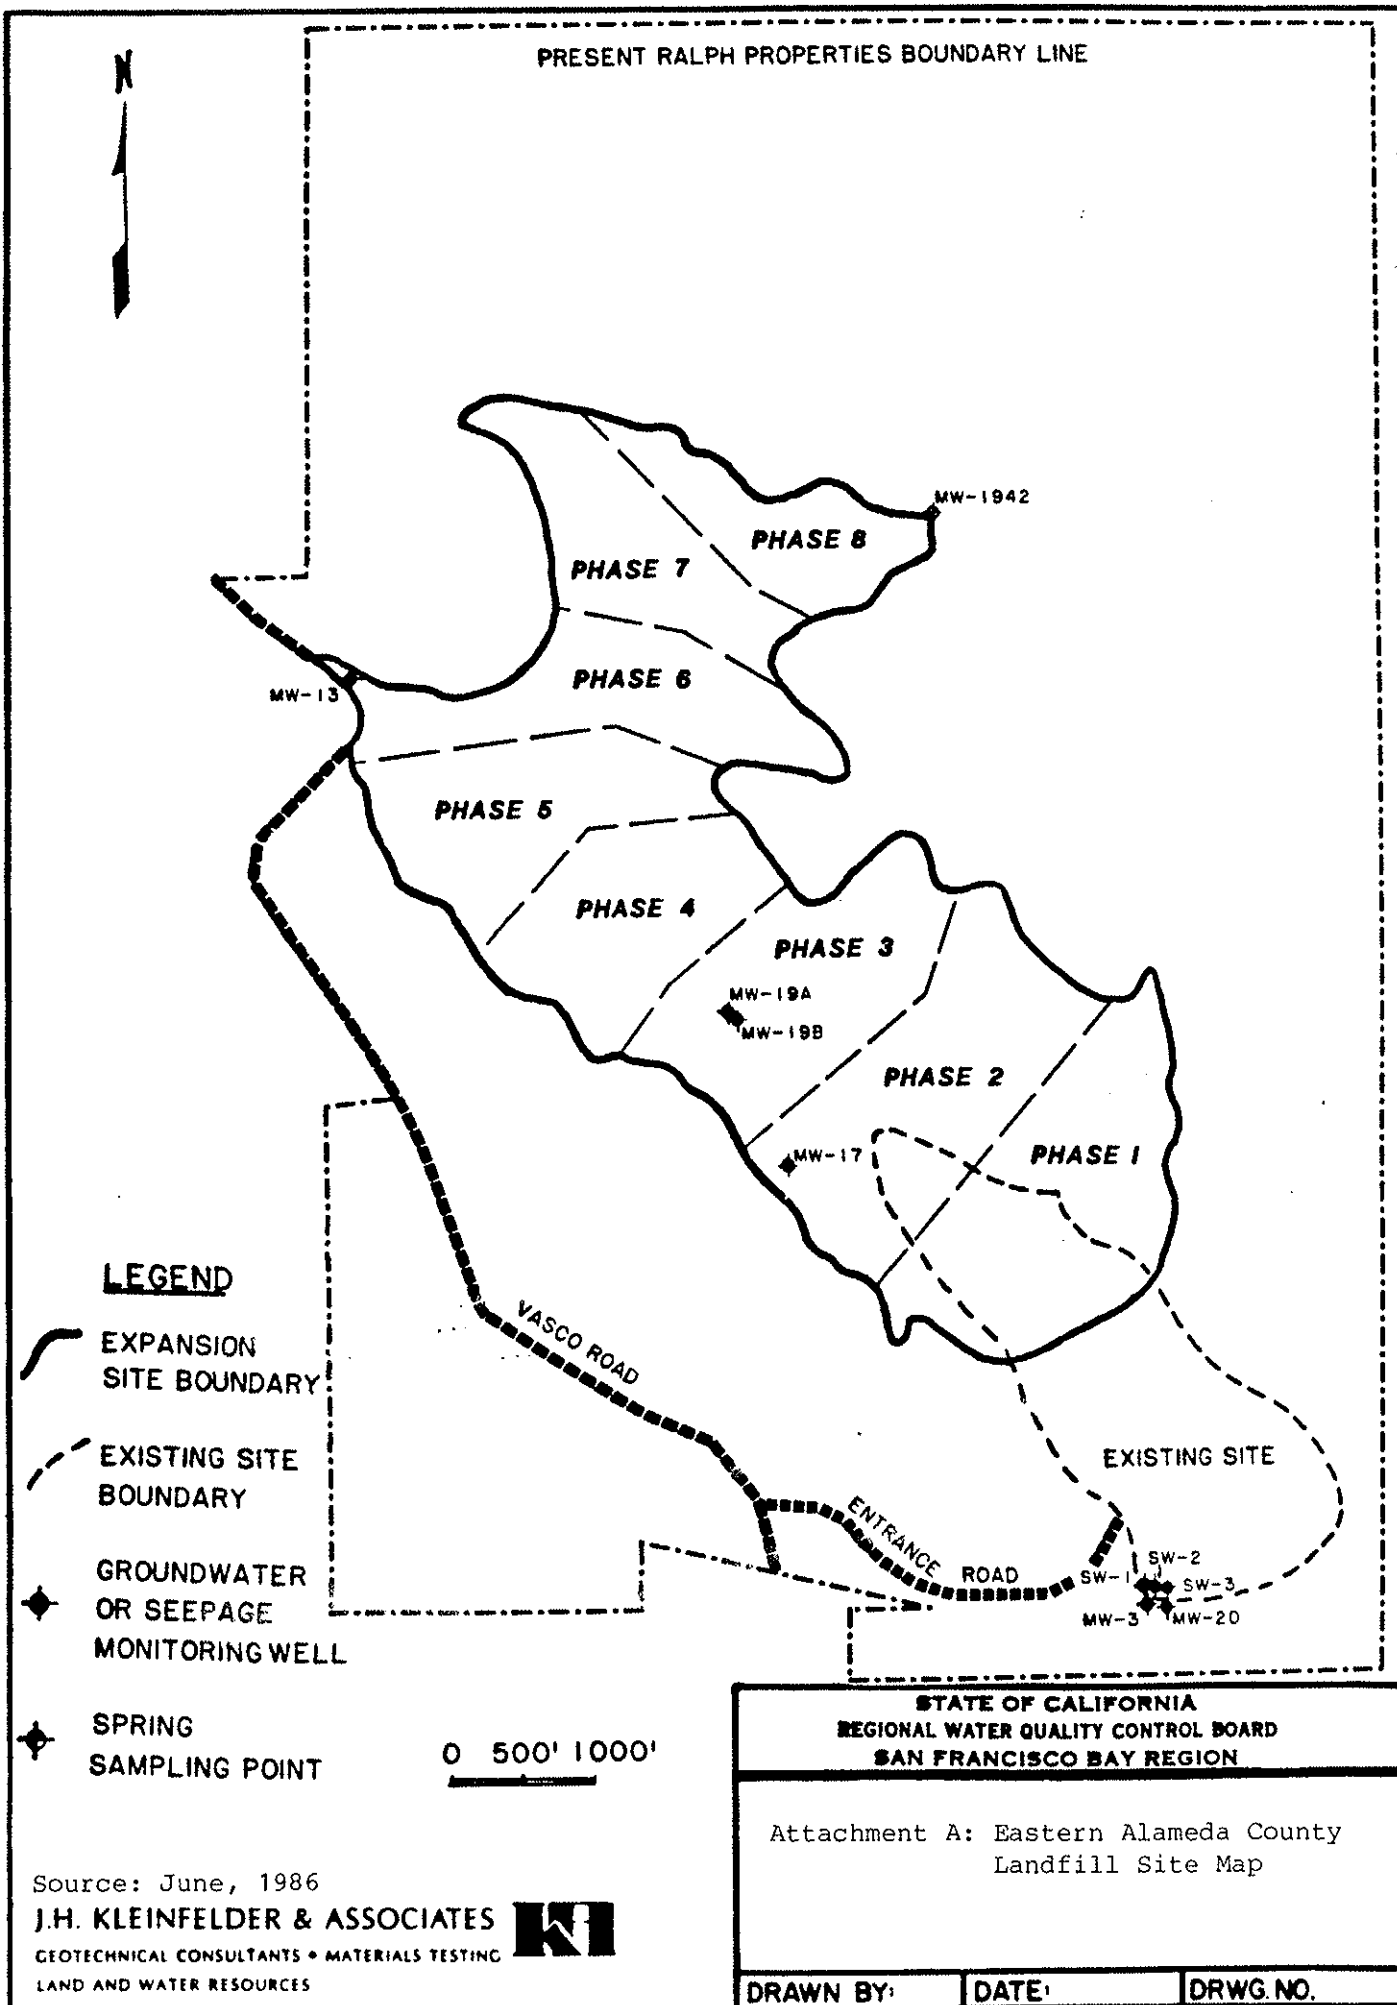 PRESENT RALPH PROPERTIES BOUNDARY LINE
N
MW-1942
PHASE 8
PHASE 7
PHASE 6
MW-13
PHASE 5
PHASE 4
PHASE 3
MW-19A
MW-19B
PHASE 2
PHASE 1
MW-17
LEGEND
EXPANSION
SITE BOUNDARY
EXISTING SITE
BOUNDARY
GROUNDWATER
OR SEEPAGE
MONITORING WELL
SPRING
SAMPLING POINT
VASCO ROAD
ENTRANCE ROAD
EXISTING SITE
SW-1
SW-2
SW-3
MW-3
MW-20
0 500' 1000'
STATE OF CALIFORNIA
REGIONAL WATER QUALITY CONTROL BOARD
SAN FRANCISCO BAY REGION
Attachment A: Eastern Alameda County
Landfill Site Map
Source: June, 1986
J.H. KLEINFELDER & ASSOCIATES
GEOTECHNICAL CONSULTANTS • MATERIALS TESTING
LAND AND WATER RESOURCES
DRAWN BY:
DATE:
DRWG. NO.